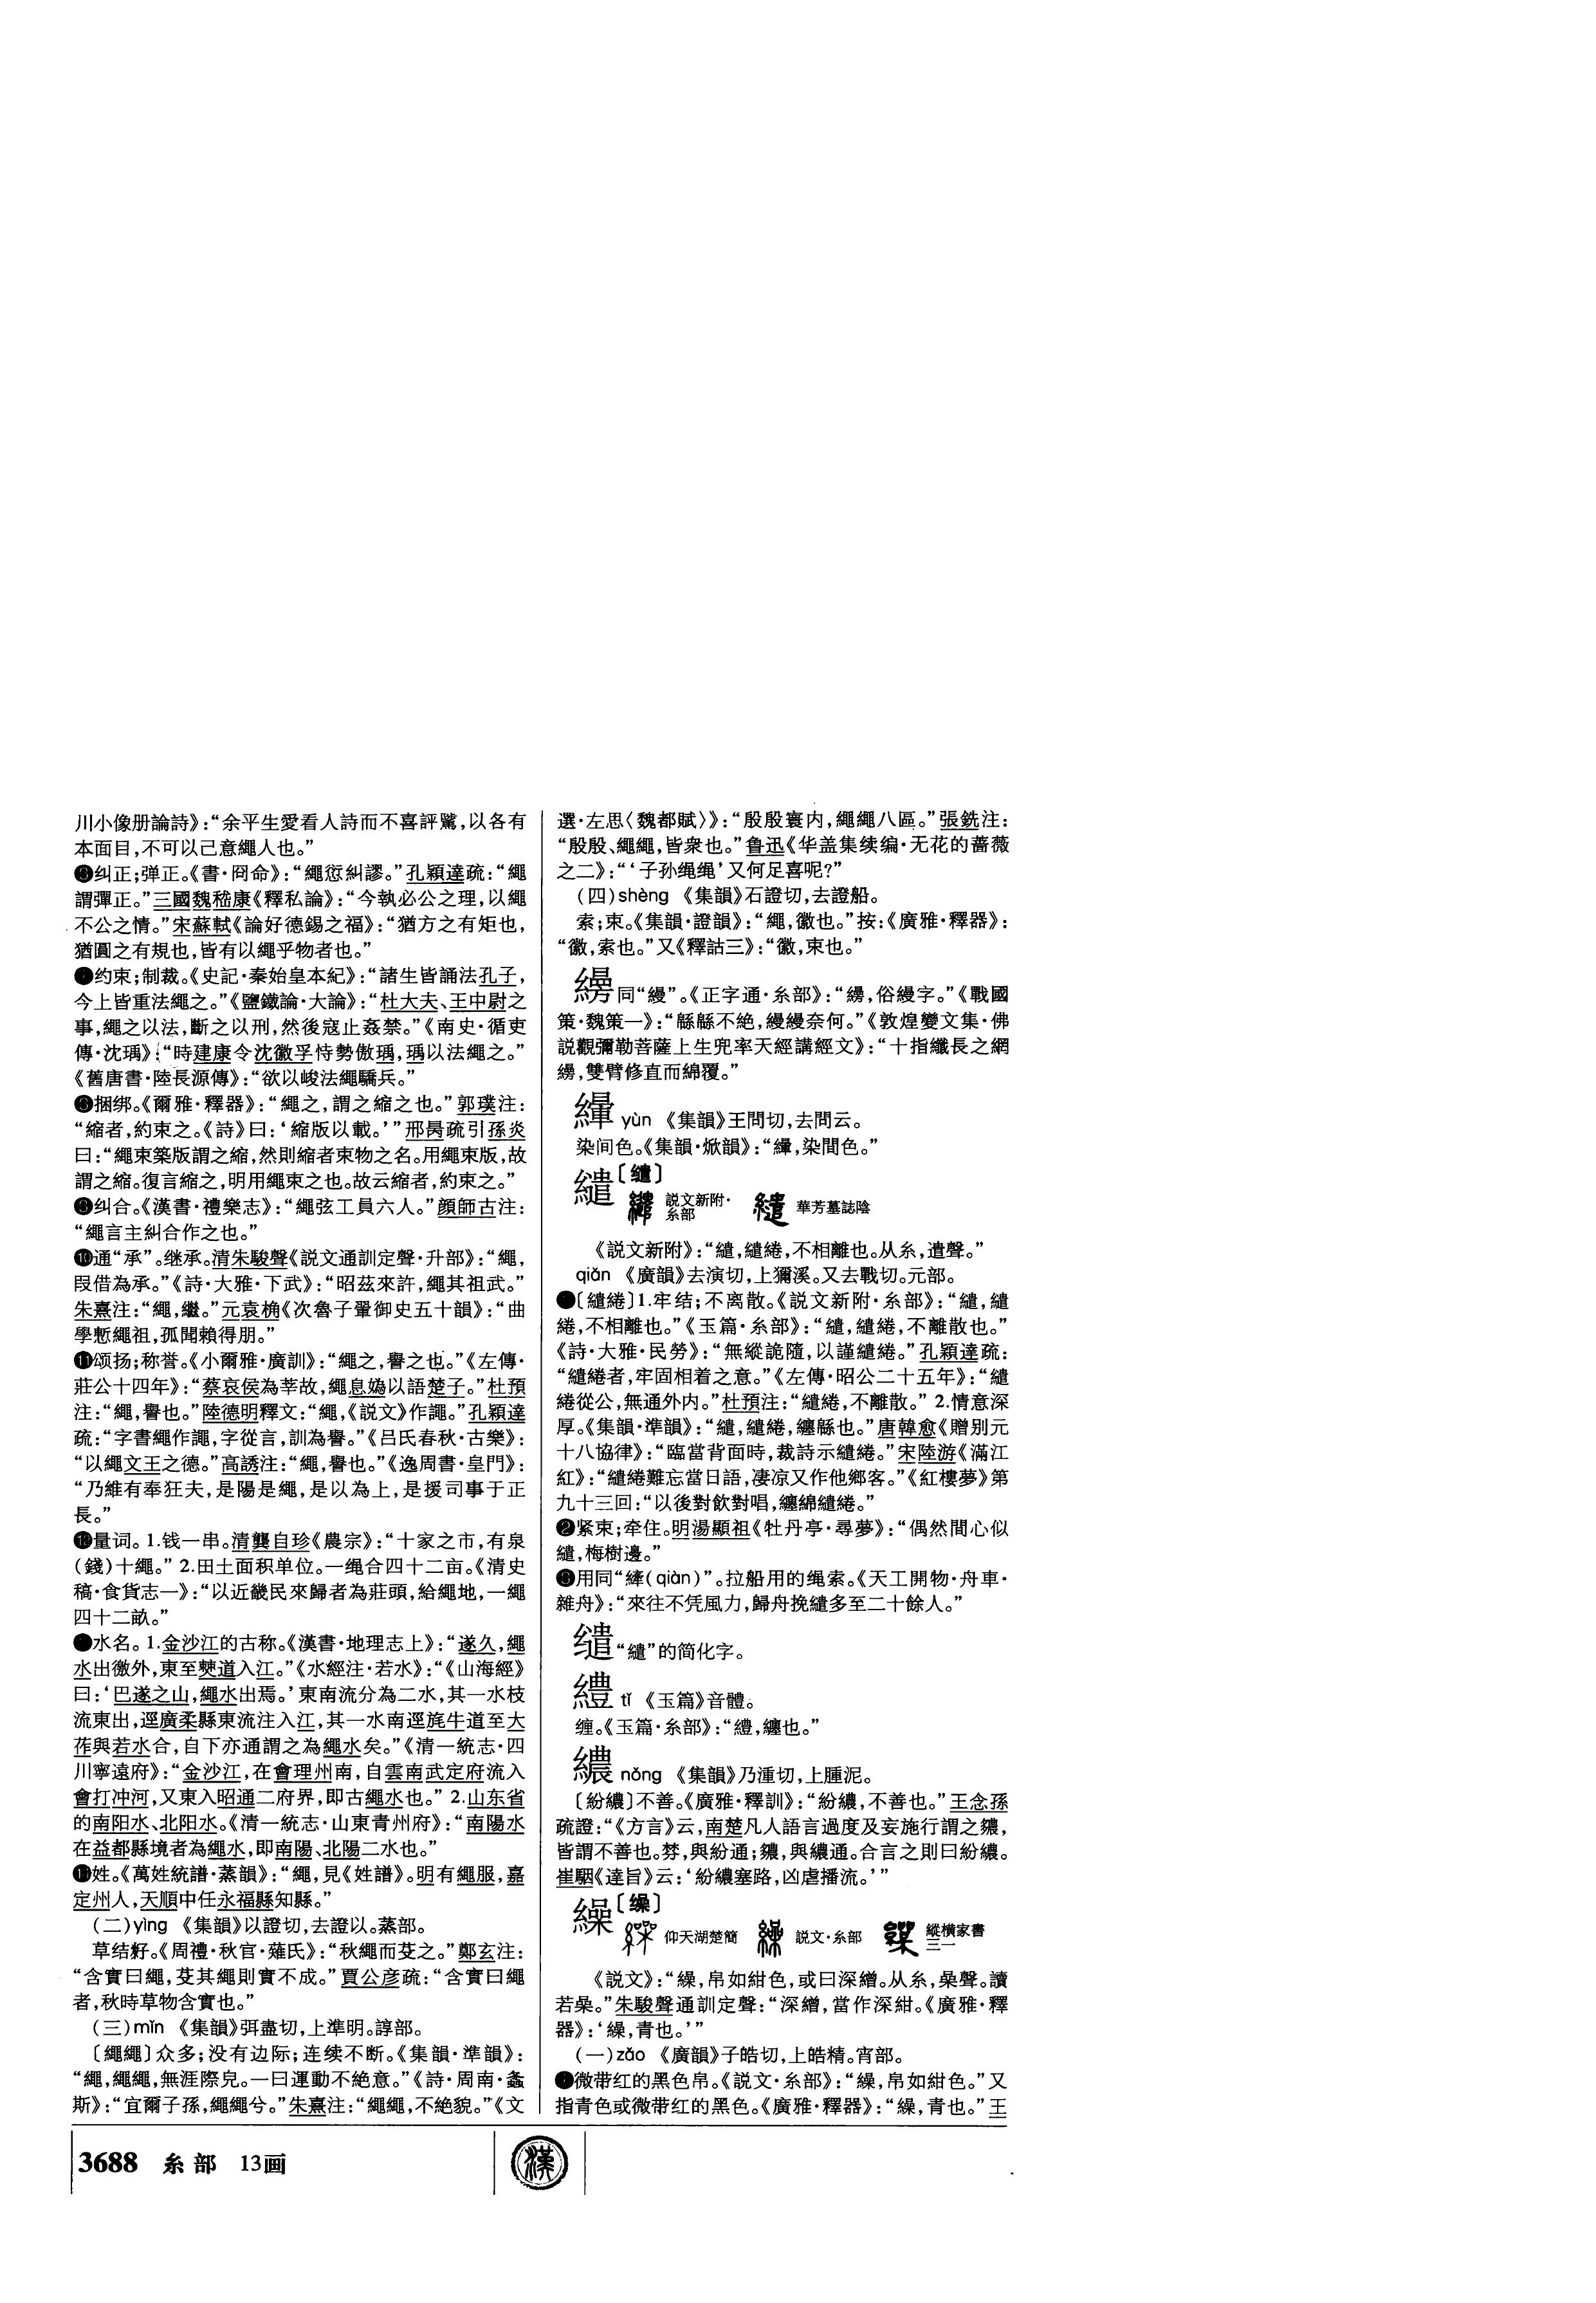 川小像册論詩》：“余平生愛看人詩而不喜評騭，以各有
本面目，不可以己意繩人也。”
❻纠正；弹正。《書·冏命》：“繩愆糾謬。”孔穎達疏：“繩
謂彈正。”三國魏嵇康《釋私論》：“今執必公之理，以繩
不公之情。”宋蘇軾《論好德錫之福》：“猶方之有矩也，
猶圓之有規也，皆有以繩乎物者也。”
約束；制裁。《史記·秦始皇本紀》：“諸生皆誦法孔子，
今上皆重法繩之。”《鹽鐵論·大論》：“杜大夫、王中尉之
事，繩之以法，斷之以刑，然後寇止姦禁。”《南史·循吏
傳·沈瑀》：“時建康令沈徽孚恃勢傲瑀，瑀以法繩之。”
《舊唐書·陸長源傳》：“欲以峻法繩驕兵。”
❽捆绑。《爾雅·釋器》：“繩之，謂之縮之也。”郭璞注：
“縮者，約束之。《詩》曰：‘縮版以載。’”邢昺疏引孫炎
曰：“繩束築版謂之縮，然則縮者束物之名。用繩束版，故
謂之縮。復言縮之，明用繩束之也。故云縮者，約束之。”
❾纠合。《漢書·禮樂志》：“繩弦工員六人。”顔師古注：
“繩言主糾合作之也。”
❿通“承”。继承。清朱駿聲《説文通訓定聲·升部》：“繩，
叚借為承。”《詩·大雅·下武》：“昭兹來許，繩其祖武。”
朱熹注：“繩，繼。”元袁桷《次魯子翬御史五十韻》：“曲
學慙繩祖，孤聞賴得朋。”
⓫颂扬；称誉。《小爾雅·廣訓》：“繩之，譽之也。”《左傳·
莊公十四年》：“蔡哀侯為莘故，繩息媯以語楚子。”杜預
注：“繩，譽也。”陸德明釋文：“繩，《説文》作譝。”孔穎達
疏：“字書繩作譝，字從言，訓為譽。”《吕氏春秋·古樂》：
“以繩文王之德。”高誘注：“繩，譽也。”《逸周書·皇門》：
“乃維有奉狂夫，是陽是繩，是以為上，是援司事于正
長。”
⓬量词。1.钱一串。清龔自珍《農宗》：“十家之市，有泉
（錢）十繩。”2.田土面积单位。一绳合四十二亩。《清史
稿·食貨志一》：“以近畿民來歸者為莊頭，給繩地，一繩
四十二畝。”
水名。1.金沙江的古称。《漢書·地理志上》：“遂久，繩
水出徼外，東至僰道入江。”《水經注·若水》：“《山海經》
曰：‘巴遂之山，繩水出焉。’東南流分為二水，其一水枝
流東出，逕廣柔縣東流注入江，其一水南逕旄牛道至大
莋與若水合，自下亦通謂之為繩水矣。”《清一統志·四
川寧遠府》：“金沙江，在會理州南，自雲南武定府流入
會打冲河，又東入昭通二府界，即古繩水也。”2.山东省
的南阳水、北阳水。《清一統志·山東青州府》：“南陽水
在益都縣境者為繩水，即南陽、北陽二水也。”
⓮姓。《萬姓統譜·蒸韻》：“繩，見《姓譜》。明有繩服，嘉
定州人，天順中任永福縣知縣。”
（二）yìng 《集韻》以證切，去證以。蒸部。
草结籽。《周禮·秋官·薙氏》：“秋繩而芟之。”鄭玄注：
“含實曰繩，芟其繩則實不成。”賈公彦疏：“含實曰繩
者，秋時草物含實也。”
（三）mǐn 《集韻》弭盡切，上準明。諄部。
〔繩繩〕众多；没有边际；连续不断。《集韻·準韻》：
“繩，繩繩，無涯際皃。一曰運動不絶意。”《詩·周南·螽
斯》：“宜爾子孫，繩繩兮。”朱熹注：“繩繩，不絶貌。”《文
選·左思〈魏都賦〉》：“殷殷寰内，繩繩八區。”張銑注：
“殷殷、繩繩，皆衆也。”鲁迅《华盖集续编·无花的蔷薇
之二》：“‘子孙绳绳’又何足喜呢？”
（四）shèng 《集韻》石證切，去證船。
索；束。《集韻·證韻》：“繩，徽也。”按：《廣雅·釋器》：
“徽，索也。”又《釋詁三》：“徽，束也。”
同“縵”。《正字通·糸部》：“，俗縵字。”《戰國
策·魏策一》：“緜緜不絶，縵縵奈何。”《敦煌變文集·佛
説觀彌勒菩薩上生兜率天經講經文》：“十指纖長之網
，雙臂修直而綿覆。”
yùn 《集韻》王問切，去問云。
染间色。《集韻·焮韻》：“，染間色。”
繾〔缱〕
説文新附·糸部 華芳墓誌陰
《説文新附》：“繾，繾綣，不相離也。从糸，遣聲。”
qiǎn 《廣韻》去演切，上獮溪。又去戰切。元部。
〔繾綣〕1.牢结；不离散。《説文新附·糸部》：“繾，繾
綣，不相離也。”《玉篇·糸部》：“繾，繾綣，不離散也。”
《詩·大雅·民勞》：“無縱詭隨，以謹繾綣。”孔穎達疏：
“繾綣者，牢固相着之意。”《左傳·昭公二十五年》：“繾
綣從公，無通外内。”杜預注：“繾綣，不離散。”2.情意深
厚。《集韻·準韻》：“繾，繾綣，纏緜也。”唐韓愈《贈别元
十八協律》：“臨當背面時，裁詩示繾綣。”宋陸游《滿江
紅》：“繾綣難忘當日語，凄凉又作他鄉客。”《紅樓夢》第
九十三回：“以後對飲對唱，纏綿繾綣。”
❷紧束；牵住。明湯顯祖《牡丹亭·尋夢》：“偶然間心似
繾，梅樹邊。”
❸用同“縴（qiàn）”。拉船用的绳索。《天工開物·舟車·
雜舟》：“來往不凭風力，歸舟挽繾多至二十餘人。”
缱 “繾”的简化字。
tǐ 《玉篇》音體。
缠。《玉篇·糸部》：“，纏也。”
繷 nǒng 《集韻》乃湩切，上腫泥。
〔紛繷〕不善。《廣雅·釋訓》：“紛繷，不善也。”王念孫
疏證：“《方言》云，南楚凡人語言過度及妄施行謂之，
皆謂不善也。棼，與紛通；，與繷通。合言之則曰紛繷。
崔駰《達旨》云：‘紛繷塞路，凶虐播流。’”
繰〔缲〕
仰天湖楚簡 説文·糸部 縱横家書三一
《説文》：“繰，帛如紺色，或曰深繒。从糸，喿聲。讀
若喿。”朱駿聲通訓定聲：“深繒，當作深紺。《廣雅·釋
器》：‘繰，青也。’”
（一）zǎo 《廣韻》子皓切，上皓精。宵部。
微带红的黑色帛。《説文·糸部》：“繰，帛如紺色。”又
指青色或微带红的黑色。《廣雅·釋器》：“繰，青也。”王
3688 糸部 13画
漢